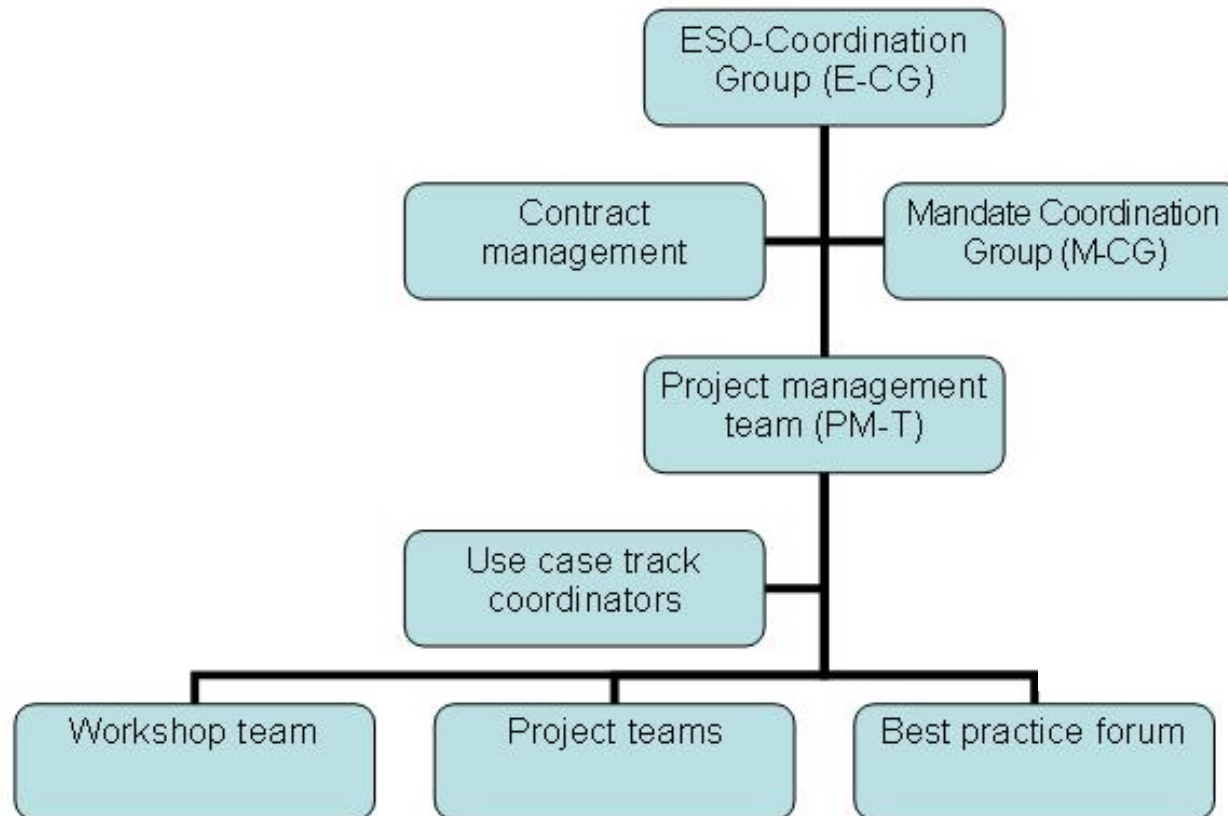 ESO-Coordination
Group (E-CG)
Contract
management
Mandate Coordination
Group (M-CG)
Project management
team (PM-T)
Use case track
coordinators
Workshop team
Project teams
Best practice forum